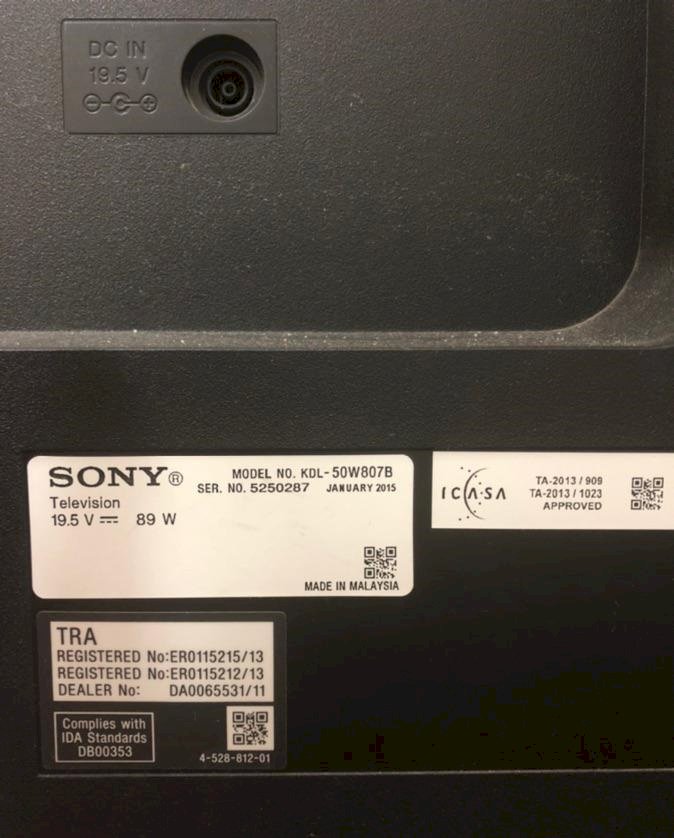 DC IN
19.5 V
SONY®
MODEL NO. KDL-50W807B
SER. NO. 5250287 JANUARY 2015
Television
19.5 V ⎓ 89 W
MADE IN MALAYSIA
ICASA
TA-2013 / 909
TA-2013 / 1023
APPROVED
TRA
REGISTERED No:ER0115215/13
REGISTERED No:ER0115212/13
DEALER No: DA0065531/11
Complies with
IDA Standards
DB00353
4-528-812-01